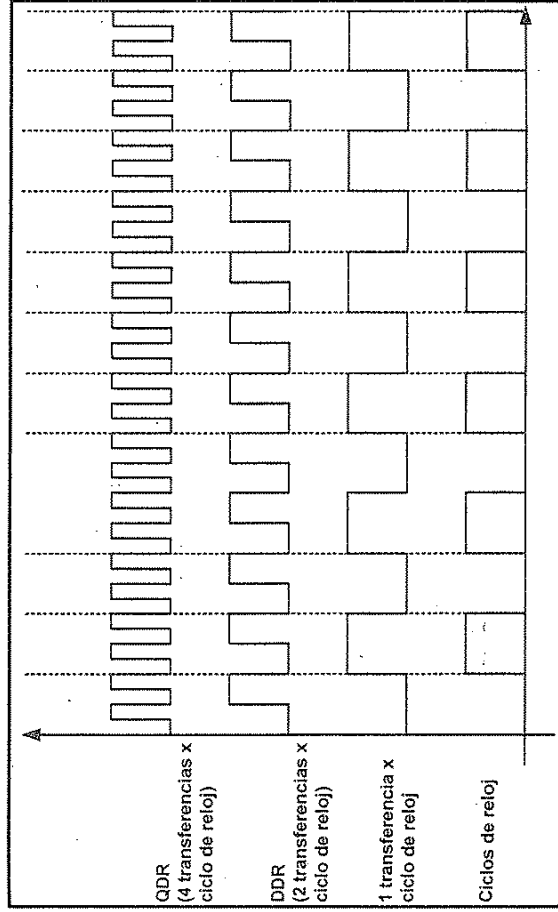 QDR
(4 transferencias x
ciclo de reloj)
DDR
(2 transferencias x
ciclo de reloj)
1 transferencia x
ciclo de reloj
Ciclos de reloj